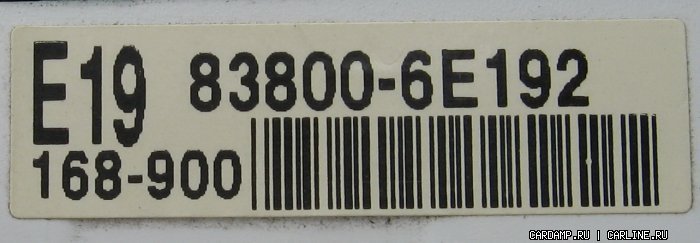 E19 83800-6E192
168-900
CARDAMP.RU | CARLINE.RU